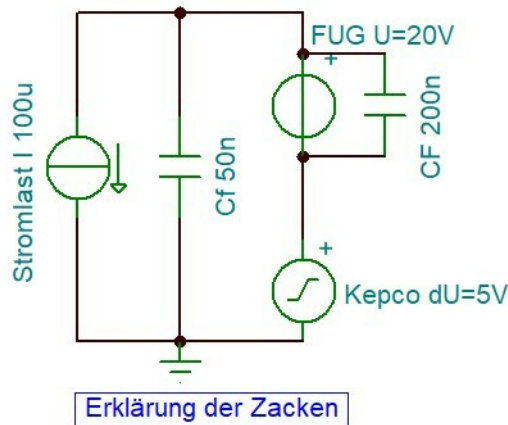 FUG U=20V
+
Stromlast I 100u
Cf 50n
CF 200n
+
Kepco dU=5V
Erklärung der Zacken